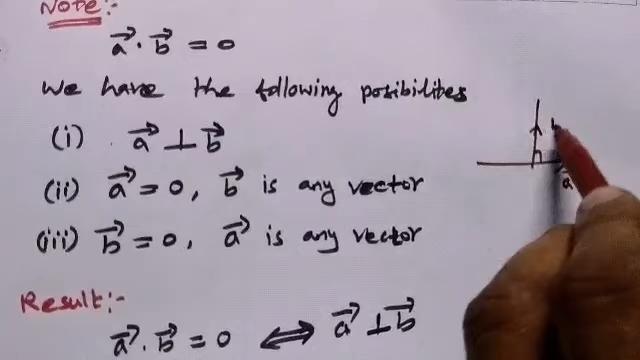 Note:-
a⃗ · b⃗ = 0
We have the following posibilites
(i) a⃗ ⊥ b⃗
(ii) a⃗ = 0, b⃗ is any vector
(iii) b⃗ = 0, a⃗ is any vector
a⃗
Result:-
a⃗ · b⃗ = 0 ⟺ a⃗ ⊥ b⃗